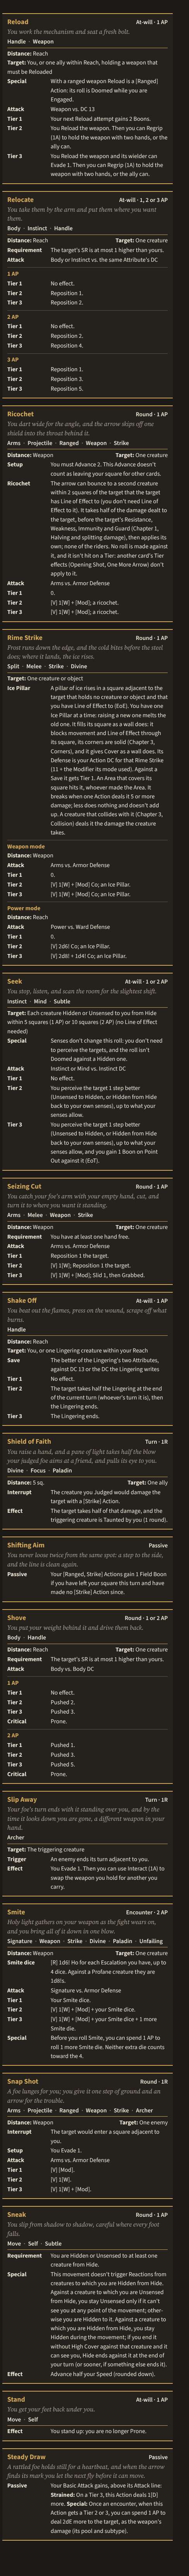 Reload At-will · 1 AP
You work the mechanism and seat a fresh bolt.
Handle · Weapon
Distance: Reach
Target: You, or one ally within Reach, holding a weapon that
must be Reloaded
Special With a ranged weapon Reload is a [Ranged]
Action: its roll is Doomed while you are
Engaged.
Attack Weapon vs. DC 13
Tier 1 Your next Reload attempt gains 2 Boons.
Tier 2 You Reload the weapon. Then you can Regrip
(1A) to hold the weapon with two hands, or the
ally can.
Tier 3 You Reload the weapon and its wielder can
Evade 1. Then you can Regrip (1A) to hold the
weapon with two hands, or the ally can.
Relocate At-will · 1, 2 or 3 AP
You take them by the arm and put them where you want
them.
Body · Instinct · Handle
Distance: Reach Target: One creature
Requirement The target's SR is at most 1 higher than yours.
Attack Body or Instinct vs. the same Attribute's DC
1 AP
Tier 1 No effect.
Tier 2 Reposition 1.
Tier 3 Reposition 2.
2 AP
Tier 1 No effect.
Tier 2 Reposition 2.
Tier 3 Reposition 4.
3 AP
Tier 1 Reposition 1.
Tier 2 Reposition 3.
Tier 3 Reposition 5.
Ricochet Round · 1 AP
You dart wide for the angle, and the arrow skips off one
shield into the throat behind it.
Arms · Projectile · Ranged · Weapon · Strike
Distance: Weapon Target: One creature
Setup You must Advance 2. This Advance doesn't
count as leaving your square for other cards.
Ricochet The arrow can bounce to a second creature
within 2 squares of the target that the target
has Line of Effect to (you don't need Line of
Effect to it). It takes half the damage dealt to
the target, before the target's Resistance,
Weakness, Immunity and Guard (Chapter 1,
Halving and splitting damage), then applies its
own; none of the riders. No roll is made against
it, and it isn't hit on a Tier: another card's Tier
effects (Opening Shot, One More Arrow) don't
apply to it.
Attack Arms vs. Armor Defense
Tier 1 0.
Tier 2 [V] 1[W] + [Mod], a ricochet.
Tier 3 [V] 1[W] + [Mod], a ricochet.
Rime Strike Round · 1 AP
Frost runs down the edge, and the cold bites before the steel
does; where it lands, the ice rises.
Split · Melee · Strike · Divine
Target: One creature or object
Ice Pillar A pillar of ice rises in a square adjacent to the
target that holds no creature or object and that
you have Line of Effect to (EoE). You have one
Ice Pillar at a time: raising a new one melts the
old one. It fills its square as a wall does: it
blocks movement and Line of Effect through
its square, its corners are solid (Chapter 3,
Corners), and it gives Cover as a wall does. Its
Defense is your Action DC for Rime Strike
(11 + the Modifier its mode used). Against a
Save it gets Tier 1. An Area that covers its
square hits it, whoever made the Area. It
breaks when one Action deals it 5 or more
damage; less does nothing and doesn't add
up. A creature that collides with it (Chapter 3,
Collision) deals it the damage the creature
takes.
Weapon mode
Distance: Weapon
Attack Arms vs. Armor Defense
Tier 1 0.
Tier 2 [V] 1[W] + [Mod] Co; an Ice Pillar.
Tier 3 [V] 1[W] + [Mod] Co; an Ice Pillar.
Power mode
Distance: Reach
Attack Power vs. Ward Defense
Tier 1 0.
Tier 2 [V] 2d6! Co; an Ice Pillar.
Tier 3 [V] 2d6! + 1d4! Co; an Ice Pillar.
Seek At-will · 1 or 2 AP
You stop, listen, and scan the room for the slightest shift.
Instinct · Mind · Subtle
Target: Each creature Hidden or Unsensed to you from Hide
within 5 squares (1 AP) or 10 squares (2 AP) (no Line of Effect
needed)
Special Senses don't change this roll: you don't need
to perceive the targets, and the roll isn't
Doomed against a Hidden one.
Attack Instinct or Mind vs. Instinct DC
Tier 1 No effect.
Tier 2 You perceive the target 1 step better
(Unsensed to Hidden, or Hidden from Hide
back to your own senses), up to what your
senses allow.
Tier 3 You perceive the target 1 step better
(Unsensed to Hidden, or Hidden from Hide
back to your own senses), up to what your
senses allow, and you gain 1 Boon on Point
Out against it (EoT).
Seizing Cut Round · 1 AP
You catch your foe's arm with your empty hand, cut, and
turn it to where you want it standing.
Arms · Melee · Weapon · Strike
Distance: Weapon Target: One creature
Requirement You have at least one hand free.
Attack Arms vs. Armor Defense
Tier 1 Reposition 1 the target.
Tier 2 [V] 1[W], Reposition 1 the target.
Tier 3 [V] 1[W] + [Mod]; Slid 1, then Grabbed.
Shake Off At-will · 1 AP
You beat out the flames, press on the wound, scrape off what
burns.
Handle
Distance: Reach
Target: You, or one Lingering creature within your Reach
Save The better of the Lingering's two Attributes,
against DC 13 or the DC the Lingering writes
Tier 1 No effect.
Tier 2 The target takes half the Lingering at the end
of the current turn (whoever's turn it is), then
the Lingering ends.
Tier 3 The Lingering ends.
Shield of Faith Turn · 1R
You raise a hand, and a pane of light takes half the blow
your judged foe aims at a friend, and pulls its eye to you.
Divine · Focus · Paladin
Distance: 5 sq. Target: One ally
Interrupt The creature you Judged would damage the
target with a [Strike] Action.
Effect The target takes half of that damage, and the
triggering creature is Taunted by you (1 round).
Shifting Aim Passive
You never loose twice from the same spot: a step to the side,
and the line is clean again.
Passive Your [Ranged, Strike] Actions gain 1 Field Boon
if you have left your square this turn and have
made no [Strike] Action since.
Shove Round · 1 or 2 AP
You put your weight behind it and drive them back.
Body · Handle
Distance: Reach Target: One creature
Requirement The target's SR is at most 1 higher than yours.
Attack Body vs. Body DC
1 AP
Tier 1 No effect.
Tier 2 Pushed 2.
Tier 3 Pushed 3.
Critical Prone.
2 AP
Tier 1 Pushed 1.
Tier 2 Pushed 3.
Tier 3 Pushed 5.
Critical Prone.
Slip Away Turn · 1R
Your foe's turn ends with it standing over you, and by the
time it looks down you are gone, a different weapon in your
hand.
Archer
Target: The triggering creature
Trigger An enemy ends its turn adjacent to you.
Effect You Evade 1. Then you can use Interact (1A) to
swap the weapon you hold for another you
carry.
Smite Encounter · 2 AP
Holy light gathers on your weapon as the fight wears on,
and you bring all of it down in one blow.
Signature · Weapon · Strike · Divine · Paladin · Unfailing
Distance: Weapon Target: One creature
Smite dice [R] 1d6! Ho for each Escalation you have, up to
4 dice. Against a Profane creature they are
1d8!s.
Attack Signature vs. Armor Defense
Tier 1 Your Smite dice.
Tier 2 [V] 1[W] + [Mod] + your Smite dice.
Tier 3 [V] 1[W] + [Mod] + your Smite dice + 1 more
Smite die.
Special Before you roll Smite, you can spend 1 AP to
roll 1 more Smite die. Neither extra die counts
toward the 4.
Snap Shot Round · 1R
A foe lunges for you; you give it one step of ground and an
arrow for the trouble.
Arms · Projectile · Ranged · Weapon · Strike · Archer
Distance: Weapon Target: One enemy
Interrupt The target would enter a square adjacent to
you.
Setup You Evade 1.
Attack Arms vs. Armor Defense
Tier 1 [V] [Mod].
Tier 2 [V] 1[W].
Tier 3 [V] 1[W] + [Mod].
Sneak Round · 1 AP
You slip from shadow to shadow, careful where every foot
falls.
Move · Self · Subtle
Requirement You are Hidden or Unsensed to at least one
creature from Hide.
Special This movement doesn't trigger Reactions from
creatures to which you are Hidden from Hide.
Against a creature to which you are Unsensed
from Hide, you stay Unsensed only if it can't
see you at any point of the movement; other-
wise you are Hidden to it. Against a creature to
which you are Hidden from Hide, you stay
Hidden during the movement; if you end it
without High Cover against that creature and it
can see you, Hide ends against it at the end of
your turn (or sooner, if something else ends it).
Effect Advance half your Speed (rounded down).
Stand At-will · 1 AP
You get your feet back under you.
Move · Self
Effect You stand up: you are no longer Prone.
Steady Draw Passive
A rattled foe holds still for a heartbeat, and when the arrow
finds its mark you let the next fly before it can move.
Passive Your Basic Attack gains, above its Attack line:
Strained: On a Tier 3, this Action deals 1[D]
more. Special: Once an encounter, when this
Action gets a Tier 2 or 3, you can spend 1 AP to
deal 2dE more to the target, as the weapon's
damage (its pool and subtype).